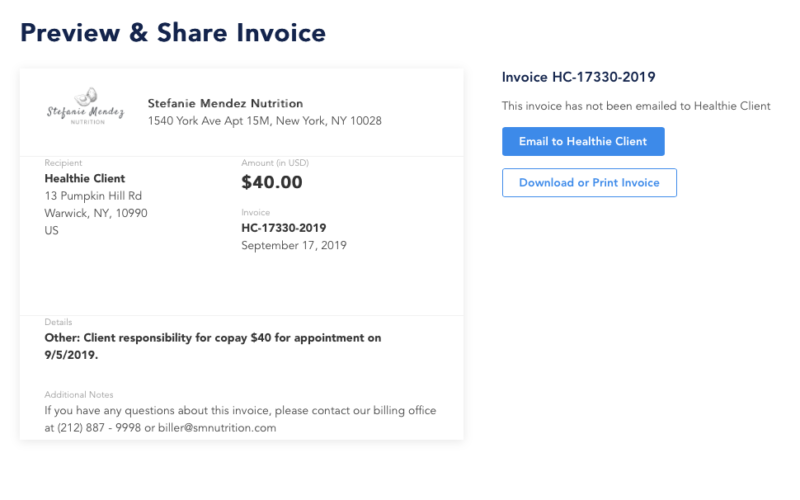 Preview & Share Invoice
Stefanie Mendez
NUTRITION
Stefanie Mendez Nutrition
1540 York Ave Apt 15M, New York, NY 10028
Recipient
Healthie Client
13 Pumpkin Hill Rd
Warwick, NY, 10990
US
Amount (in USD)
$40.00
Invoice
HC-17330-2019
September 17, 2019
Details
Other: Client responsibility for copay $40 for appointment on
9/5/2019.
Additional Notes
If you have any questions about this invoice, please contact our billing office
at (212) 887 - 9998 or biller@smnutrition.com
Invoice HC-17330-2019
This invoice has not been emailed to Healthie Client
Email to Healthie Client
Download or Print Invoice